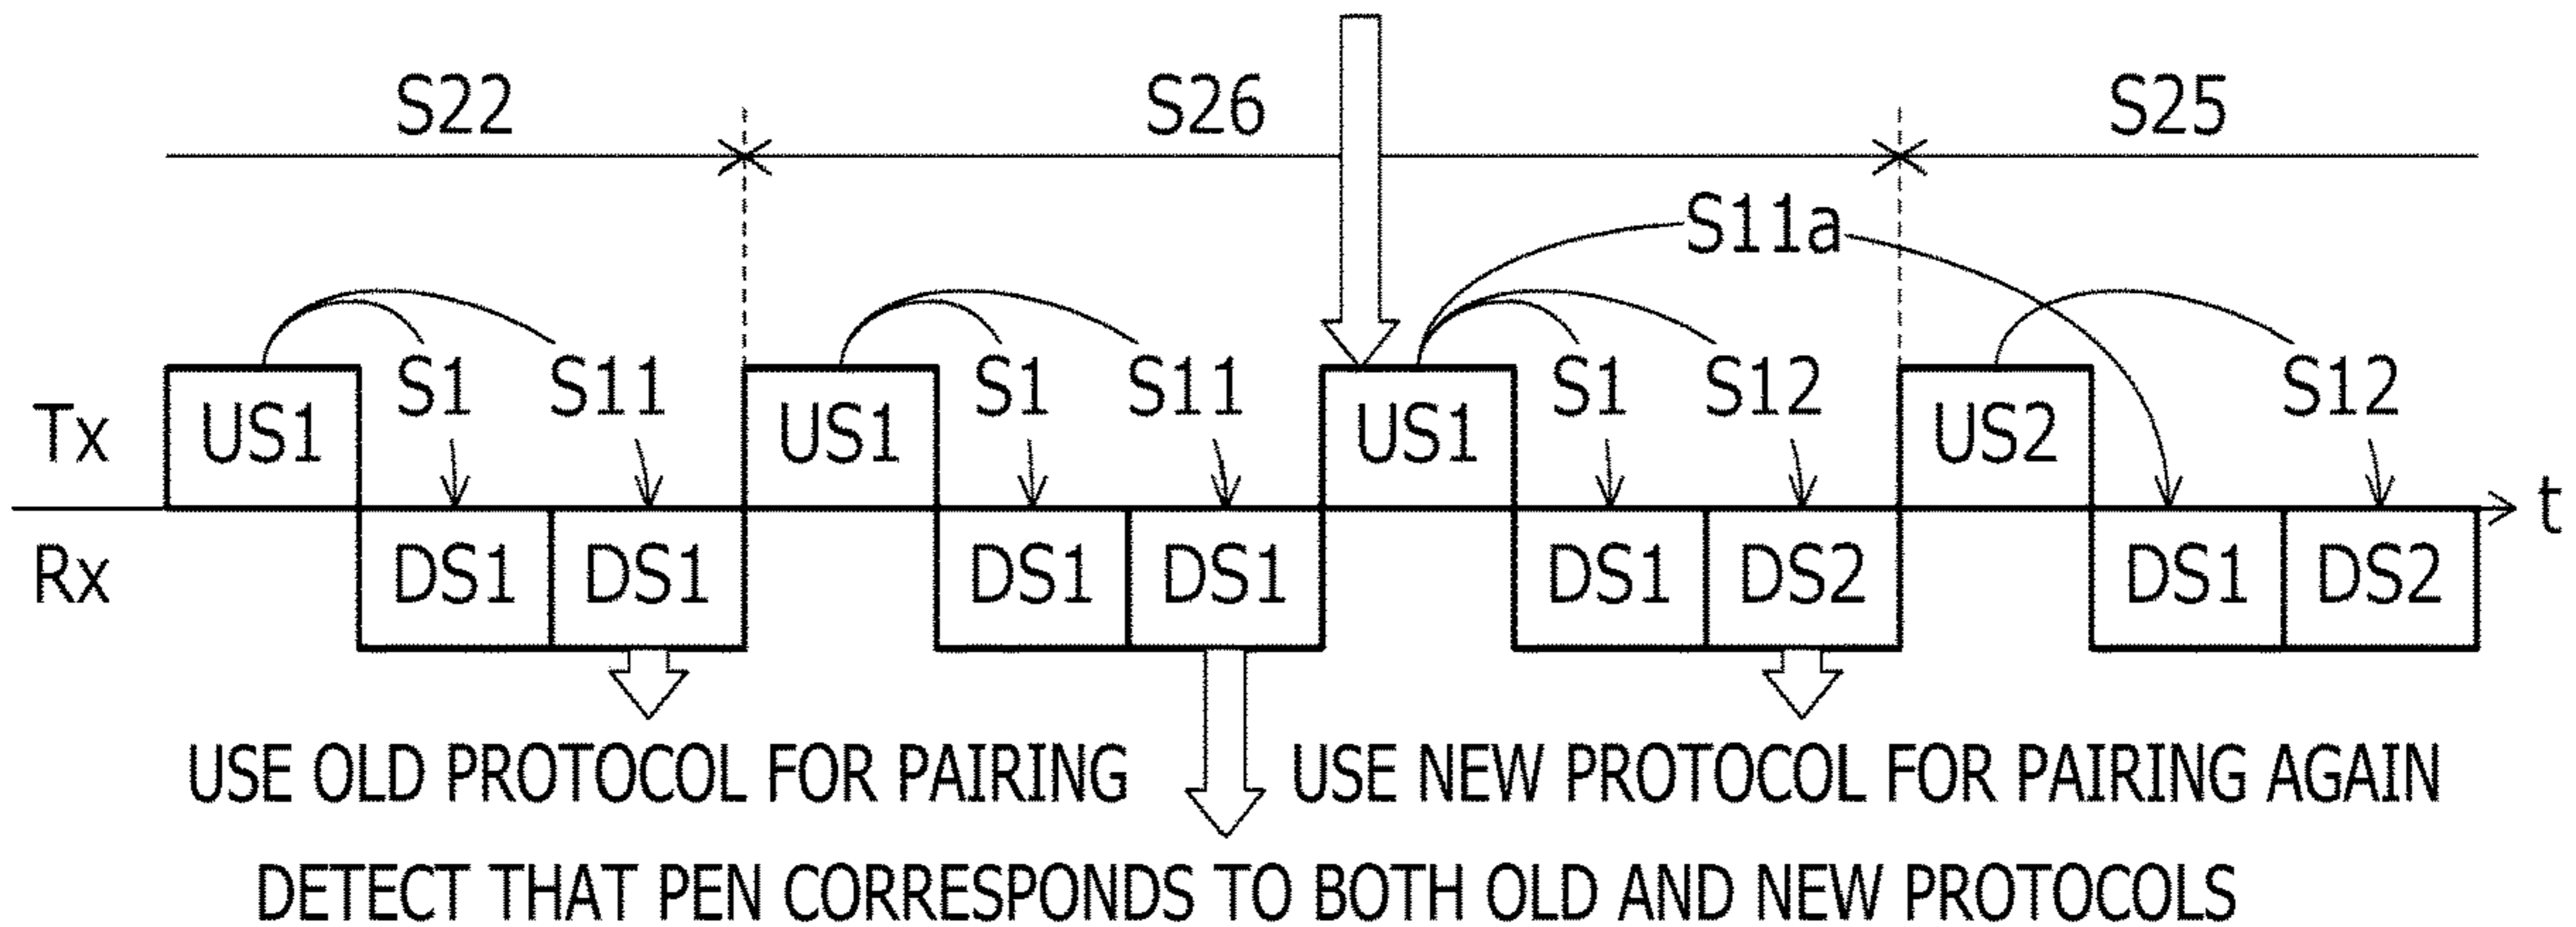 S22 S26 S25
S11a
S1 S11 S1 S11 S1 S12 S12
Tx US1 US1 US1 US2
t
Rx DS1 DS1 DS1 DS1 DS1 DS2 DS1 DS2
USE OLD PROTOCOL FOR PAIRING USE NEW PROTOCOL FOR PAIRING AGAIN
DETECT THAT PEN CORRESPONDS TO BOTH OLD AND NEW PROTOCOLS